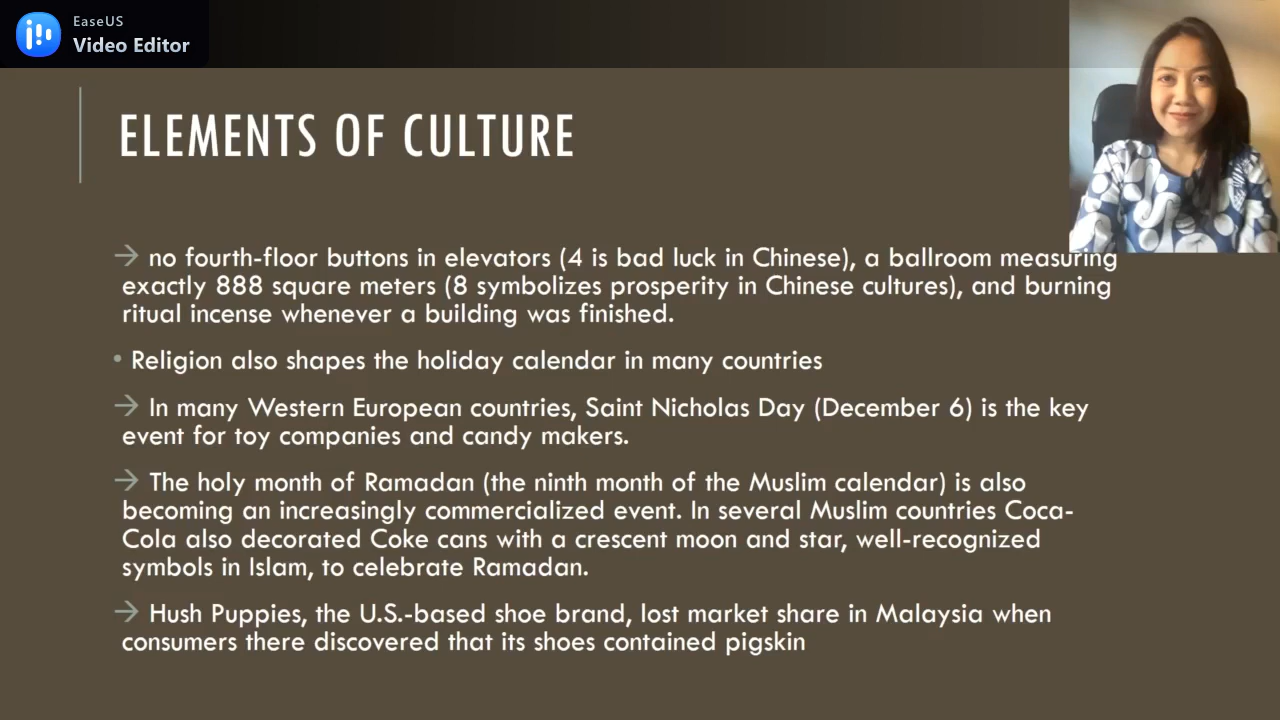 EaseUS
Video Editor
ELEMENTS OF CULTURE
→ no fourth-floor buttons in elevators (4 is bad luck in Chinese), a ballroom measuring
exactly 888 square meters (8 symbolizes prosperity in Chinese cultures), and burning
ritual incense whenever a building was finished.
• Religion also shapes the holiday calendar in many countries
→ In many Western European countries, Saint Nicholas Day (December 6) is the key
event for toy companies and candy makers.
→ The holy month of Ramadan (the ninth month of the Muslim calendar) is also
becoming an increasingly commercialized event. In several Muslim countries Coca-
Cola also decorated Coke cans with a crescent moon and star, well-recognized
symbols in Islam, to celebrate Ramadan.
→ Hush Puppies, the U.S.-based shoe brand, lost market share in Malaysia when
consumers there discovered that its shoes contained pigskin